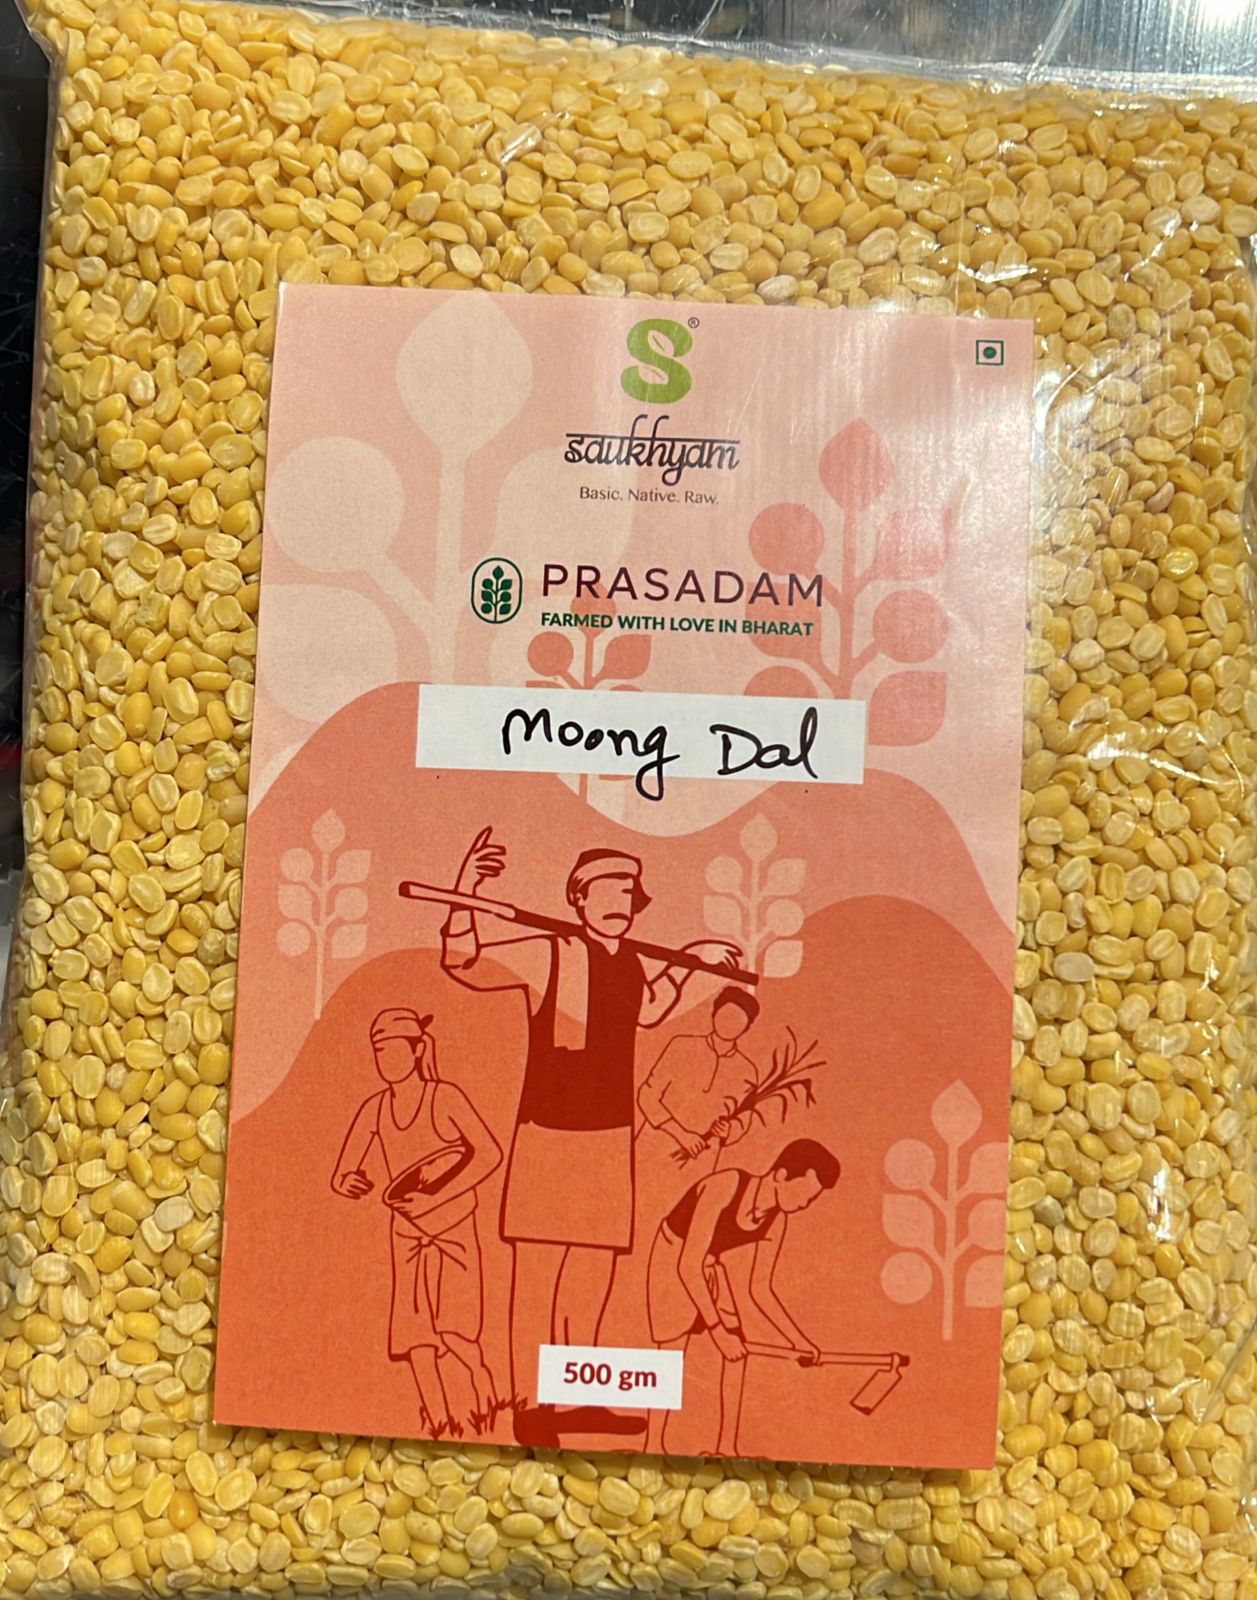 S®
saukhyam
Basic. Native. Raw.
PRASADAM
FARMED WITH LOVE IN BHARAT
Moong Dal
500 gm